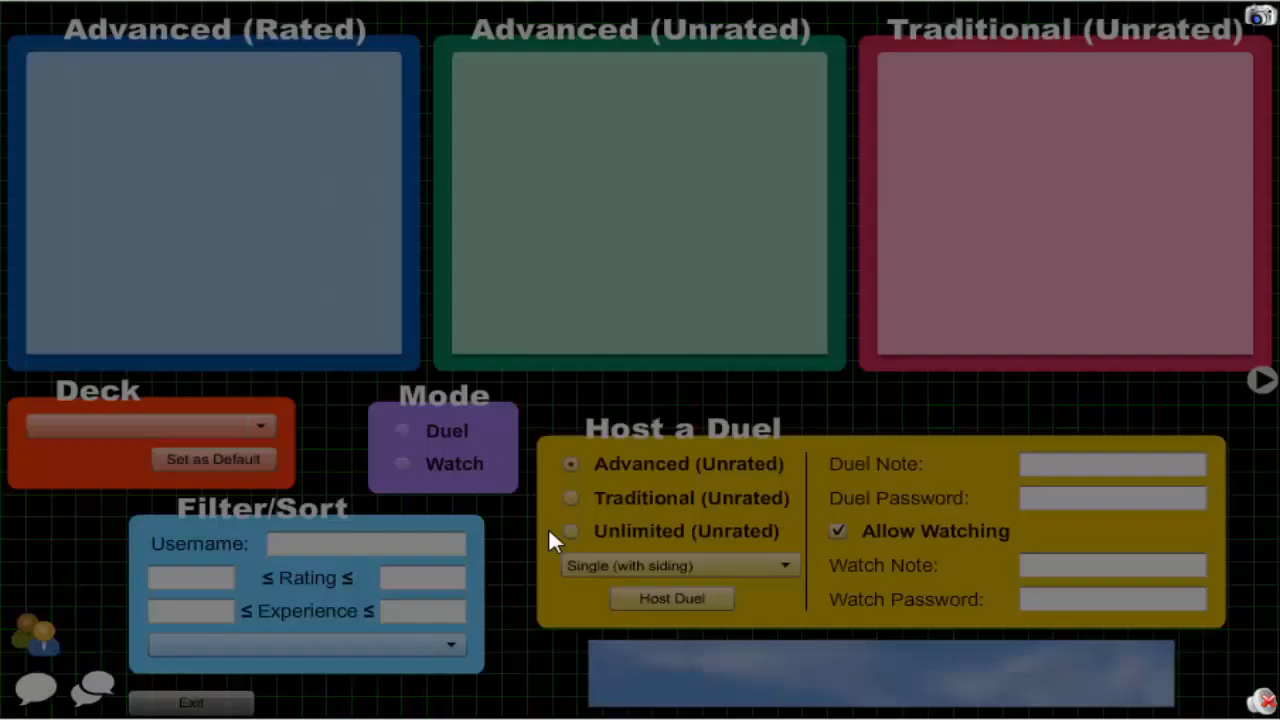 Advanced (Rated)
Advanced (Unrated)
Traditional (Unrated)
Deck
Set as Default
Mode
Duel
Watch
Host a Duel
Advanced (Unrated)
Traditional (Unrated)
Unlimited (Unrated)
Single (with siding)
Host Duel
Duel Note:
Duel Password:
Allow Watching
Watch Note:
Watch Password:
Filter/Sort
Username:
≤ Rating ≤
≤ Experience ≤
Exit